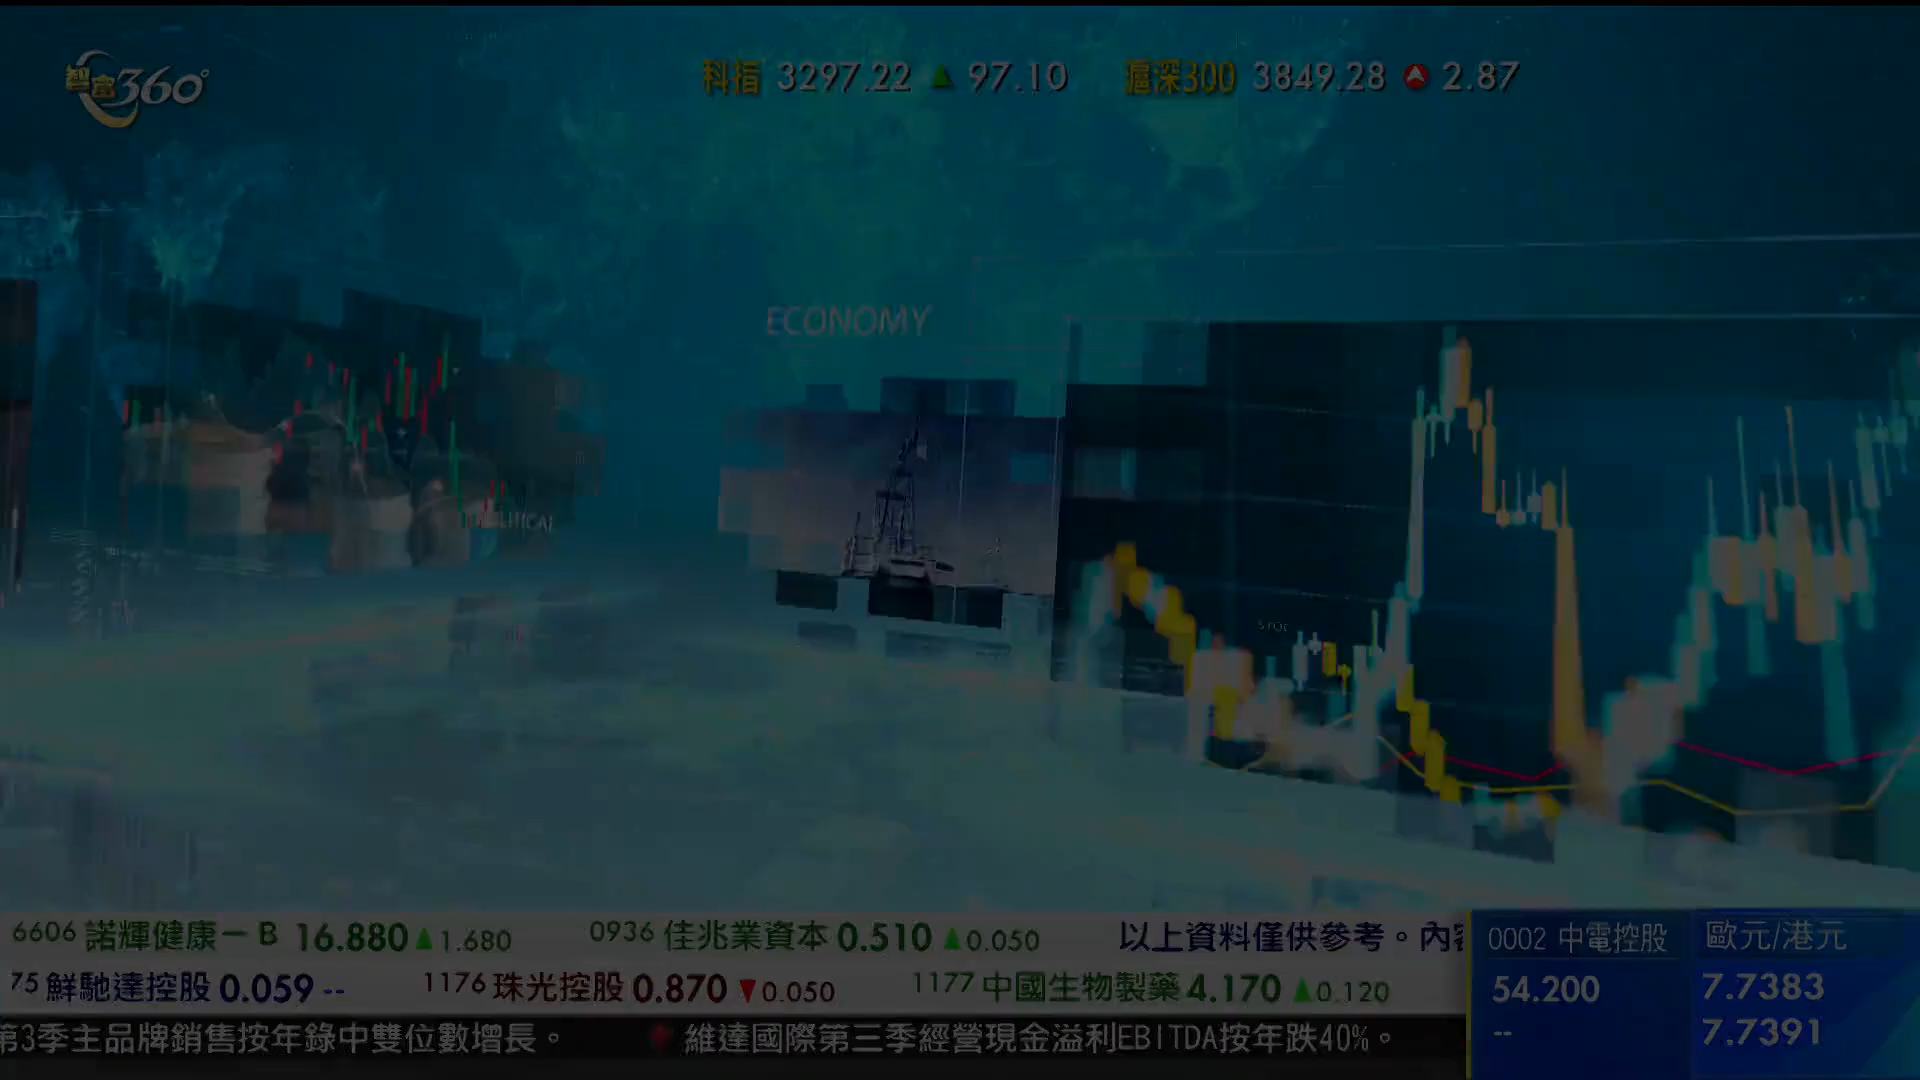 智富360°
科指 3297.22 ▲ 97.10 滬深300 3849.28 2.87
ECONOMY
6606 諾輝健康－B 16.880 ▲1.680 0936 佳兆業資本 0.510 ▲0.050 以上資料僅供參考。內容
75 鮮馳達控股 0.059 -- 1176 珠光控股 0.870 ▼0.050 1177 中國生物製藥 4.170 ▲0.120
第3季主品牌銷售按年錄中雙位數增長。 維達國際第三季經營現金溢利EBITDA按年跌40%。
0002 中電控股
54.200
--
歐元/港元
7.7383
7.7391